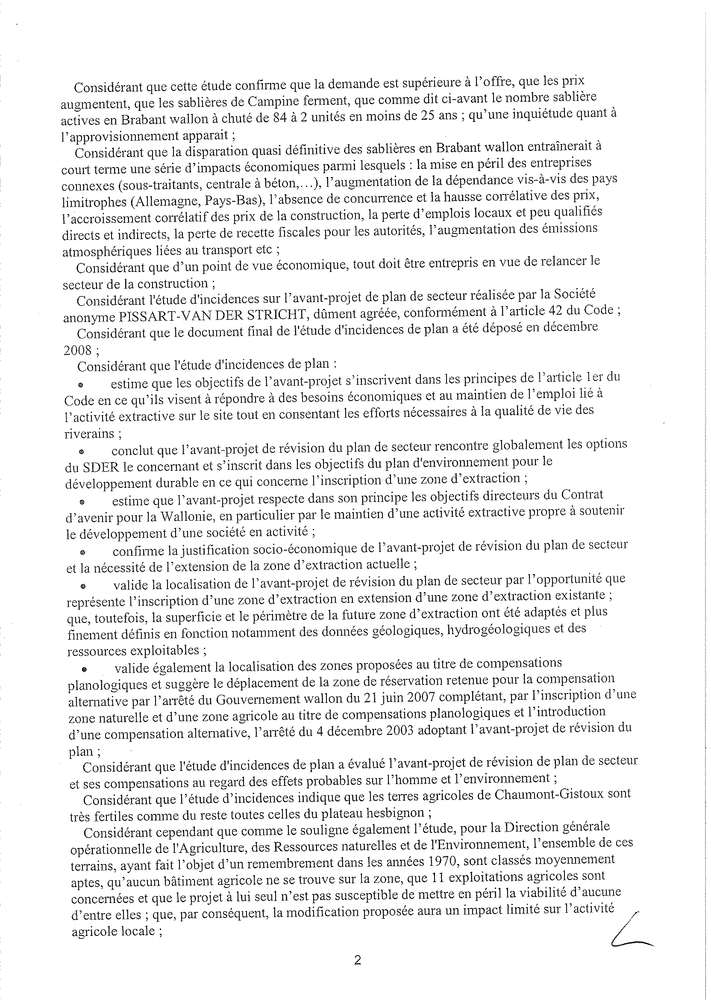 Considérant que cette étude confirme que la demande est supérieure à l'offre, que les prix
augmentent, que les sablières de Campine ferment, que comme dit ci-avant le nombre sablière
actives en Brabant wallon à chuté de 84 à 2 unités en moins de 25 ans ; qu'une inquiétude quant à
l'approvisionnement apparait ;
Considérant que la disparation quasi définitive des sablières en Brabant wallon entraînerait à
court terme une série d'impacts économiques parmi lesquels : la mise en péril des entreprises
connexes (sous-traitants, centrale à béton,…), l'augmentation de la dépendance vis-à-vis des pays
limitrophes (Allemagne, Pays-Bas), l'absence de concurrence et la hausse corrélative des prix,
l'accroissement corrélatif des prix de la construction, la perte d'emplois locaux et peu qualifiés
directs et indirects, la perte de recette fiscales pour les autorités, l'augmentation des émissions
atmosphériques liées au transport etc ;
Considérant que d'un point de vue économique, tout doit être entrepris en vue de relancer le
secteur de la construction ;
Considérant l'étude d'incidences sur l'avant-projet de plan de secteur réalisée par la Société
anonyme PISSART-VAN DER STRICHT, dûment agréée, conformément à l'article 42 du Code ;
Considérant que le document final de l'étude d'incidences de plan a été déposé en décembre
2008 ;
Considérant que l'étude d'incidences de plan :
• estime que les objectifs de l'avant-projet s'inscrivent dans les principes de l'article 1er du
Code en ce qu'ils visent à répondre à des besoins économiques et au maintien de l'emploi lié à
l'activité extractive sur le site tout en consentant les efforts nécessaires à la qualité de vie des
riverains ;
• conclut que l'avant-projet de révision du plan de secteur rencontre globalement les options
du SDER le concernant et s'inscrit dans les objectifs du plan d'environnement pour le
développement durable en ce qui concerne l'inscription d'une zone d'extraction ;
• estime que l'avant-projet respecte dans son principe les objectifs directeurs du Contrat
d'avenir pour la Wallonie, en particulier par le maintien d'une activité extractive propre à soutenir
le développement d'une société en activité ;
• confirme la justification socio-économique de l'avant-projet de révision du plan de secteur
et la nécessité de l'extension de la zone d'extraction actuelle ;
• valide la localisation de l'avant-projet de révision du plan de secteur par l'opportunité que
représente l'inscription d'une zone d'extraction en extension d'une zone d'extraction existante ;
que, toutefois, la superficie et le périmètre de la future zone d'extraction ont été adaptés et plus
finement définis en fonction notamment des données géologiques, hydrogéologiques et des
ressources exploitables ;
• valide également la localisation des zones proposées au titre de compensations
planologiques et suggère le déplacement de la zone de réservation retenue pour la compensation
alternative par l'arrêté du Gouvernement wallon du 21 juin 2007 complétant, par l'inscription d'une
zone naturelle et d'une zone agricole au titre de compensations planologiques et l'introduction
d'une compensation alternative, l'arrêté du 4 décembre 2003 adoptant l'avant-projet de révision du
plan ;
Considérant que l'étude d'incidences de plan a évalué l'avant-projet de révision de plan de secteur
et ses compensations au regard des effets probables sur l'homme et l'environnement ;
Considérant que l'étude d'incidences indique que les terres agricoles de Chaumont-Gistoux sont
très fertiles comme du reste toutes celles du plateau hesbignon ;
Considérant cependant que comme le souligne également l'étude, pour la Direction générale
opérationnelle de l'Agriculture, des Ressources naturelles et de l'Environnement, l'ensemble de ces
terrains, ayant fait l'objet d'un remembrement dans les années 1970, sont classés moyennement
aptes, qu'aucun bâtiment agricole ne se trouve sur la zone, que 11 exploitations agricoles sont
concernées et que le projet à lui seul n'est pas susceptible de mettre en péril la viabilité d'aucune
d'entre elles ; que, par conséquent, la modification proposée aura un impact limité sur l'activité
agricole locale ;
2